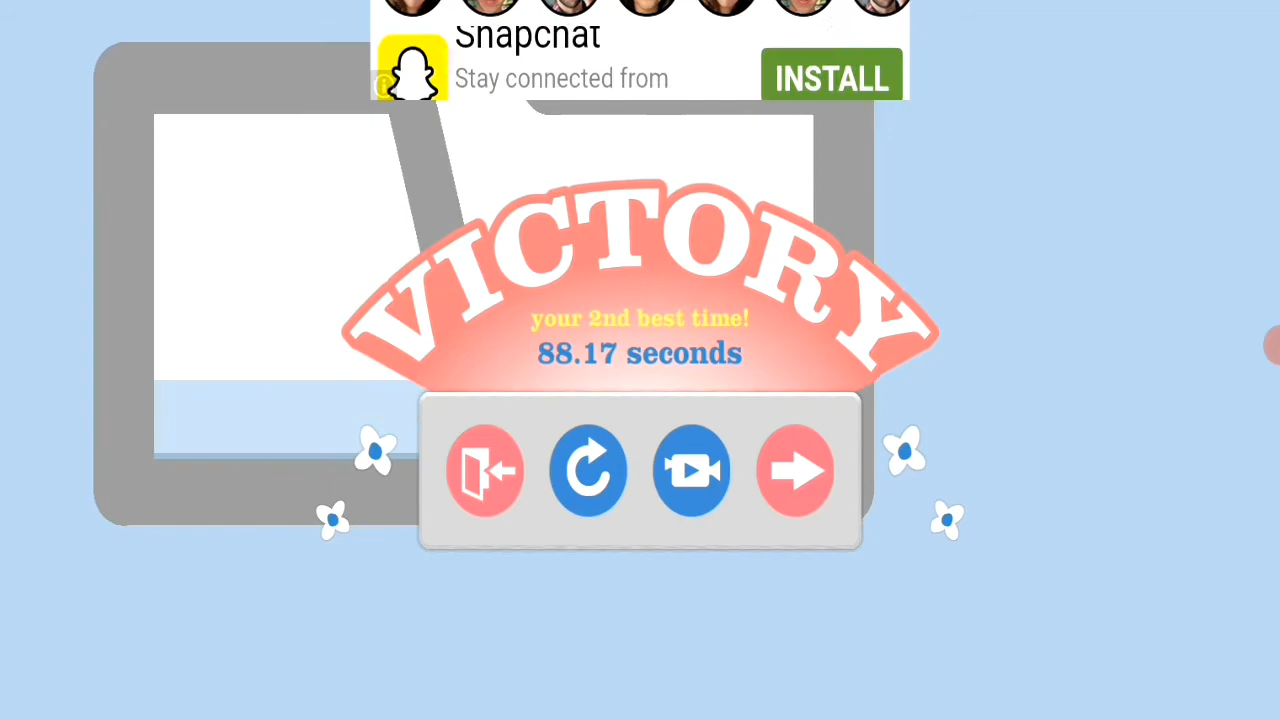 Snapchat
Stay connected from
INSTALL
VICTORY
your 2nd best time!
88.17 seconds